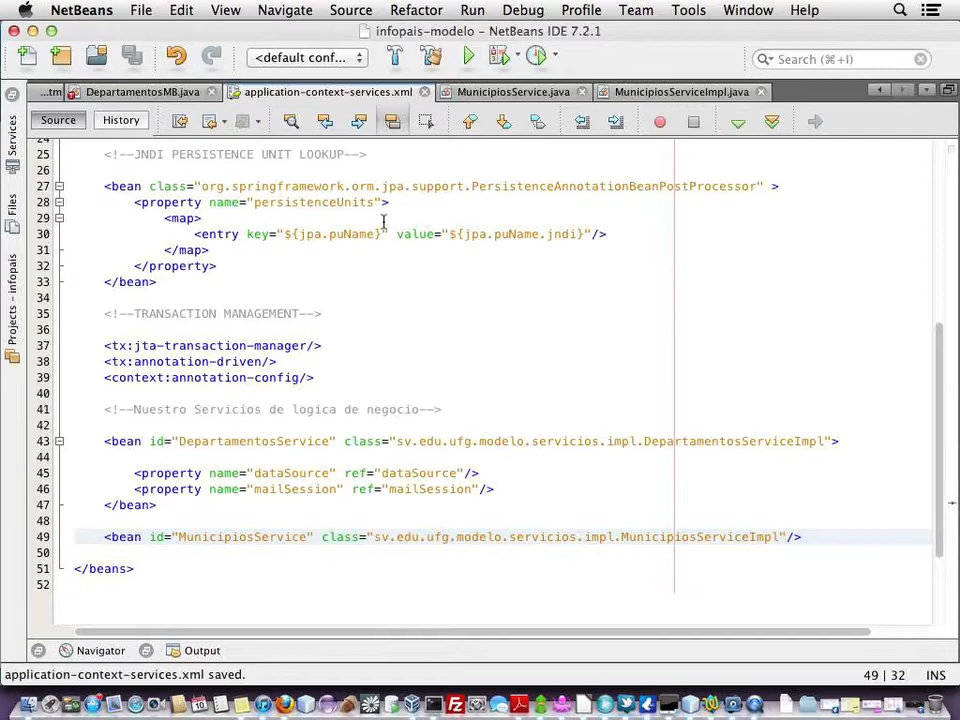 NetBeans File Edit View Navigate Source Refactor Run Debug Profile Team Tools Window Help
infopais-modelo - NetBeans IDE 7.2.1
<default conf... Search (⌘+I)
...tm DepartamentosMB.java application-context-services.xml MunicipiosService.java MunicipiosServiceImpl.java
Source History
Services
Files
Projects - infopais
24
25 <!--JNDI PERSISTENCE UNIT LOOKUP-->
26
27 <bean class="org.springframework.orm.jpa.support.PersistenceAnnotationBeanPostProcessor" >
28 <property name="persistenceUnits">
29 <map>
30 <entry key="${jpa.puName}" value="${jpa.puName.jndi}"/>
31 </map>
32 </property>
33 </bean>
34
35 <!--TRANSACTION MANAGEMENT-->
36
37 <tx:jta-transaction-manager/>
38 <tx:annotation-driven/>
39 <context:annotation-config/>
40
41 <!--Nuestro Servicios de logica de negocio-->
42
43 <bean id="DepartamentosService" class="sv.edu.ufg.modelo.servicios.impl.DepartamentosServiceImpl">
44
45 <property name="dataSource" ref="dataSource"/>
46 <property name="mailSession" ref="mailSession"/>
47 </bean>
48
49 <bean id="MunicipiosService" class="sv.edu.ufg.modelo.servicios.impl.MunicipiosServiceImpl"/>
50
51 </beans>
52
Navigator Output
application-context-services.xml saved. 49 | 32 INS